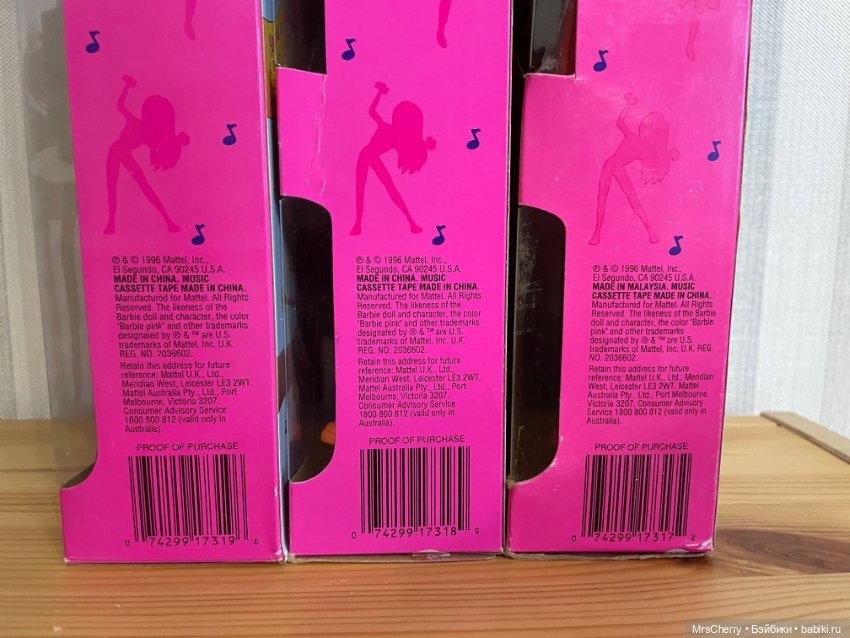 ℗ & © 1996 Mattel, Inc.,
El Segundo, CA 90245 U.S.A.
MADE IN CHINA. MUSIC
CASSETTE TAPE MADE IN CHINA.
Manufactured for Mattel. All Rights
Reserved. The likeness of the
Barbie doll and character, the color
"Barbie pink" and other trademarks
designated by ® & ™ are U.S.
trademarks of Mattel, Inc. U.K.
REG. NO. 2036602.
Retain this address for future
reference: Mattel U.K., Ltd.,
Meridian West, Leicester LE3 2WT.
Mattel Australia Pty., Ltd., Port
Melbourne, Victoria 3207.
Consumer Advisory Service
1800 800 812 (valid only in
Australia).
PROOF OF PURCHASE
0 74299 17319 6
℗ & © 1996 Mattel, Inc.,
El Segundo, CA 90245 U.S.A.
MADE IN CHINA. MUSIC
CASSETTE TAPE MADE IN CHINA.
Manufactured for Mattel. All Rights
Reserved. The likeness of the
Barbie doll and character, the color
"Barbie pink" and other trademarks
designated by ® & ™ are U.S.
trademarks of Mattel, Inc. U.K.
REG. NO. 2036602.
Retain this address for future
reference: Mattel U.K., Ltd.,
Meridian West, Leicester LE3 2WT.
Mattel Australia Pty., Ltd., Port
Melbourne, Victoria 3207.
Consumer Advisory Service
1800 800 812 (valid only in
Australia).
PROOF OF PURCHASE
0 74299 17318 9
℗ & © 1996 Mattel, Inc.,
El Segundo, CA 90245 U.S.A.
MADE IN MALAYSIA. MUSIC
CASSETTE TAPE MADE IN CHINA.
Manufactured for Mattel. All Rights
Reserved. The likeness of the Barbie
doll and character, the color "Barbie
pink" and other trademarks
designated by ® & ™ are U.S.
trademarks of Mattel, Inc. U.K. REG.
NO. 2036602.
Retain this address for future
reference: Mattel U.K., Ltd., Meridian
West, Leicester LE3 2WT. Mattel
Australia Pty., Ltd., Port Melbourne,
Victoria 3207. Consumer Advisory
Service 1800 800 812 (valid only in
Australia).
PROOF OF PURCHASE
0 74299 17317 2
MrsCherry • Бэйбики • babiki.ru